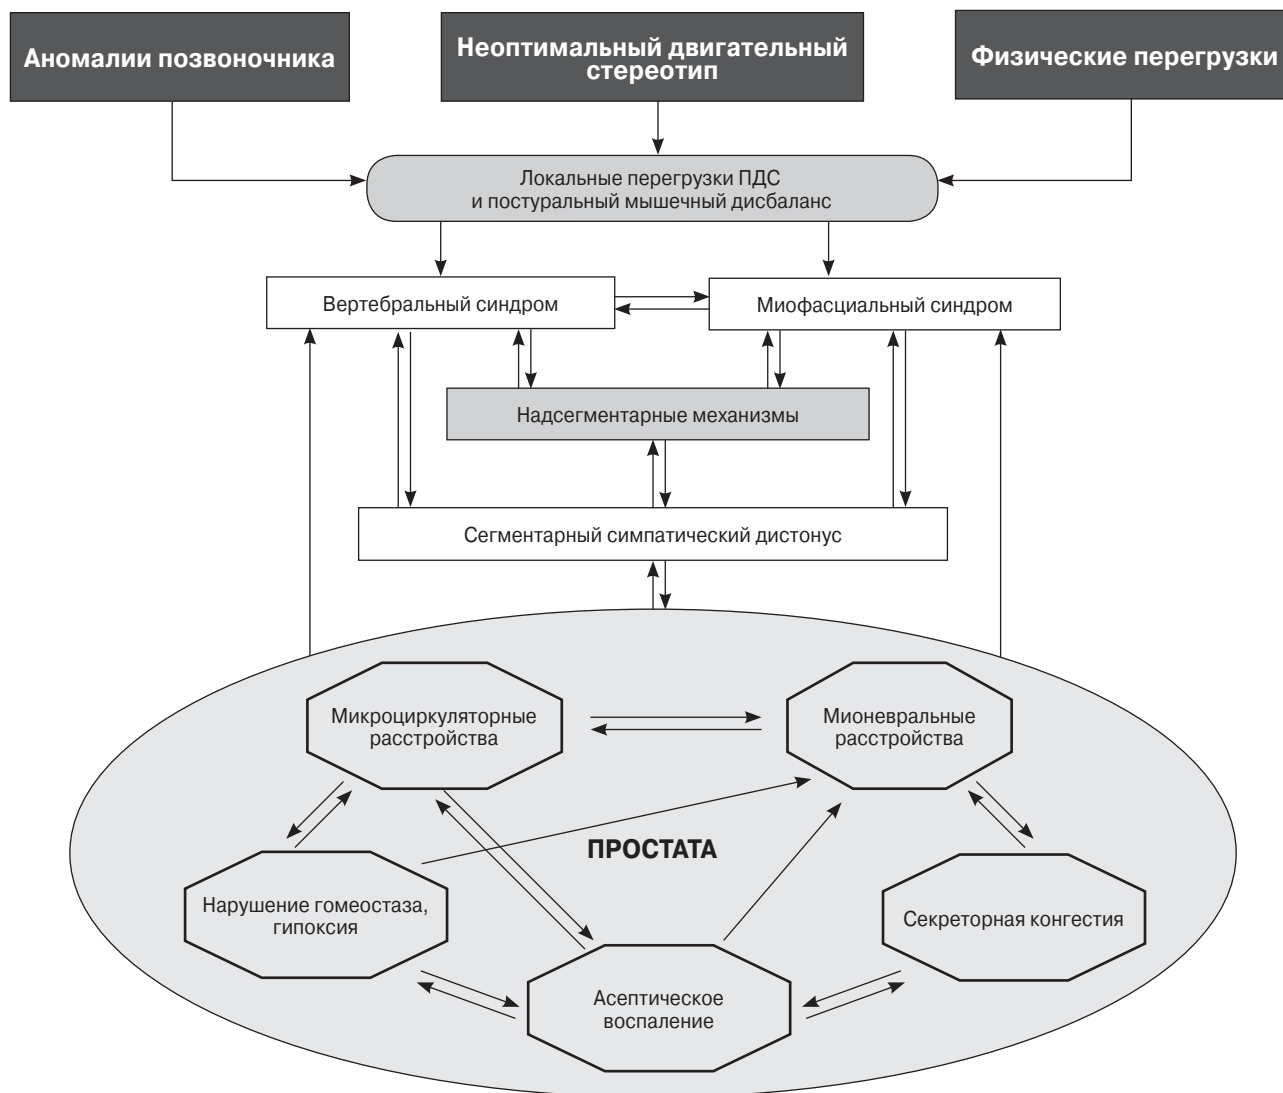 Аномалии позвоночника
Неоптимальный двигательный
стереотип
Физические перегрузки
Локальные перегрузки ПДС
и постуральный мышечный дисбаланс
Вертебральный синдром
Миофасциальный синдром
Надсегментарные механизмы
Сегментарный симпатический дистонус
Микроциркуляторные
расстройства
Мионевральные
расстройства
ПРОСТАТА
Нарушение гомеостаза,
гипоксия
Секреторная конгестия
Асептическое
воспаление